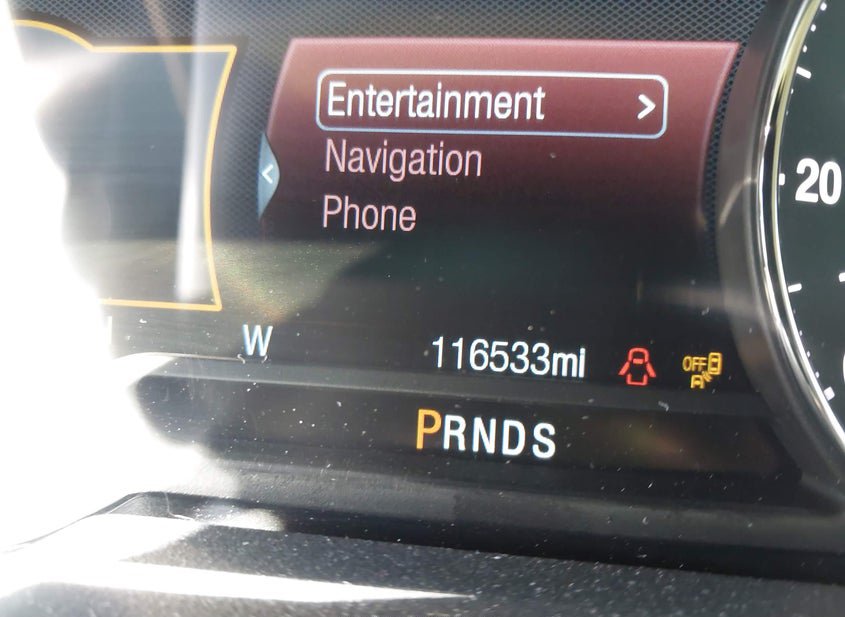 Entertainment >
Navigation
Phone
<
20
W
116533mi
OFF
PRNDS